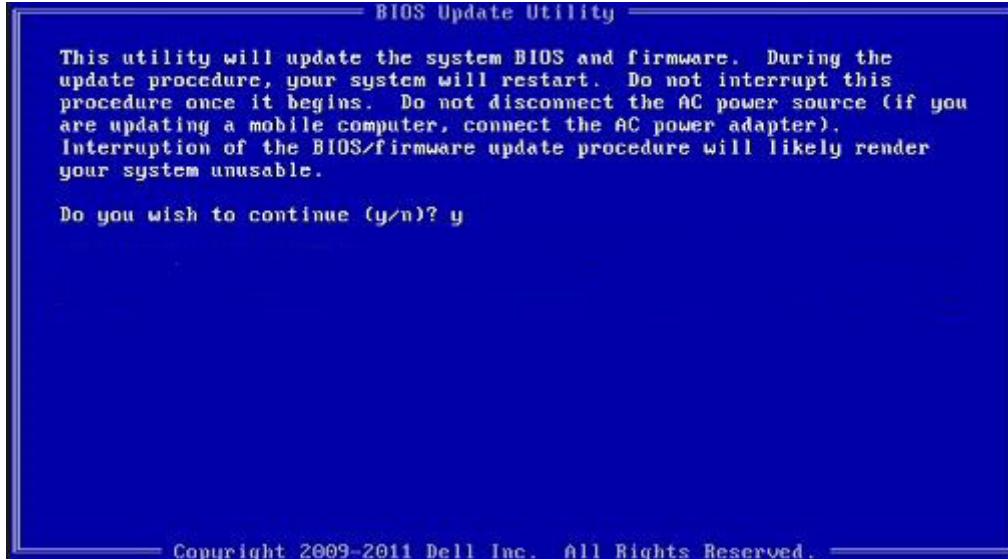 BIOS Update Utility
This utility will update the system BIOS and firmware. During the
update procedure, your system will restart. Do not interrupt this
procedure once it begins. Do not disconnect the AC power source (if you
are updating a mobile computer, connect the AC power adapter).
Interruption of the BIOS/firmware update procedure will likely render
your system unusable.
Do you wish to continue (y/n)? y
Copyright 2009-2011 Dell Inc. All Rights Reserved.